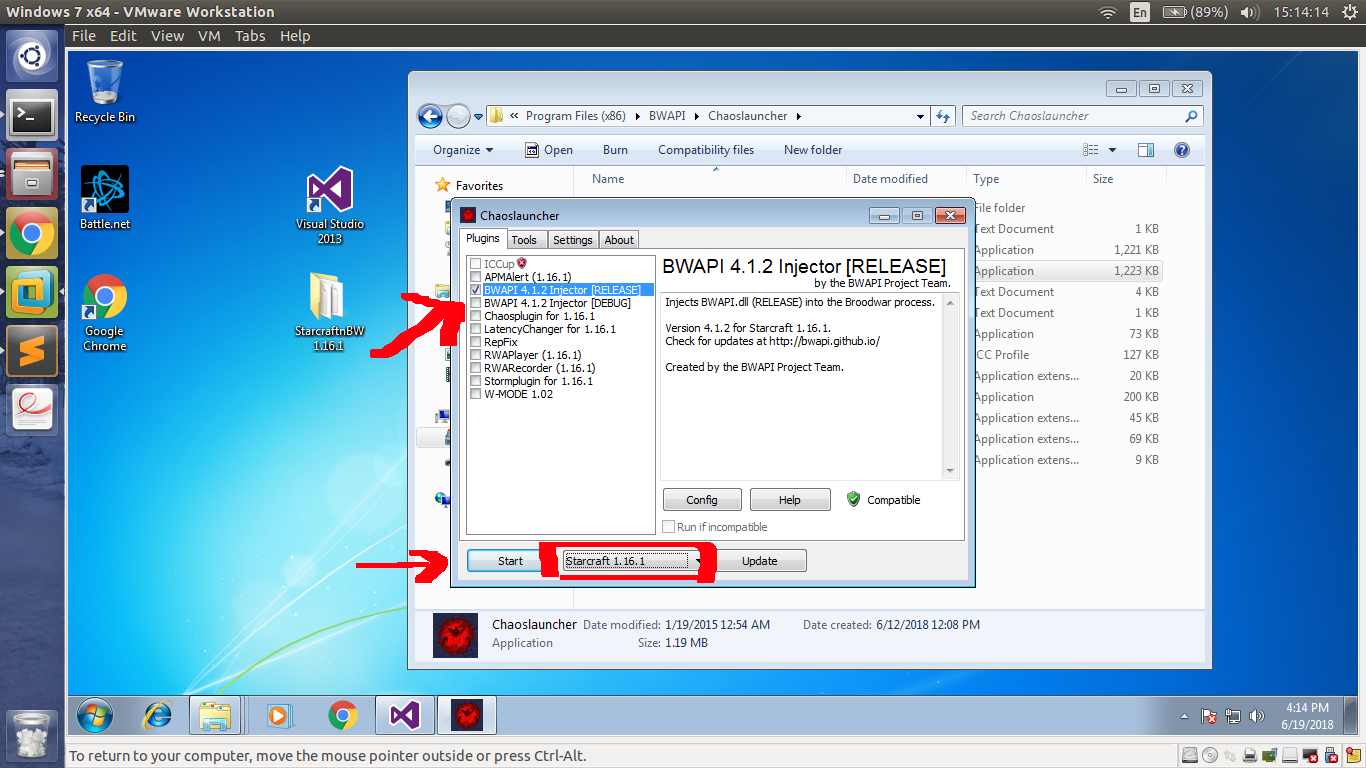 Windows 7 x64 - VMware Workstation
En
(89%)
15:14:14
File Edit View VM Tabs Help
Recycle Bin
Battle.net
Visual Studio
2013
Google
Chrome
StarcraftnBW
1.16.1
« Program Files (x86) BWAPI Chaoslauncher
Search Chaoslauncher
Organize Open Burn Compatibility files New folder
Favorites
Name Date modified Type Size
File folder
Text Document 1 KB
Application 1,221 KB
Application 1,223 KB
Text Document 4 KB
Text Document 1 KB
Application 73 KB
ICC Profile 127 KB
Application extens... 20 KB
Application 200 KB
Application extens... 45 KB
Application extens... 69 KB
Application extens... 9 KB
Chaoslauncher
Plugins Tools Settings About
ICCup
APMAlert (1.16.1)
BWAPI 4.1.2 Injector [RELEASE]
BWAPI 4.1.2 Injector [DEBUG]
Chaosplugin for 1.16.1
LatencyChanger for 1.16.1
RepFix
RWAPlayer (1.16.1)
RWARecorder (1.16.1)
Stormplugin for 1.16.1
W-MODE 1.02
BWAPI 4.1.2 Injector [RELEASE]
by the BWAPI Project Team.
Injects BWAPI.dll (RELEASE) into the Broodwar process.
Version 4.1.2 for Starcraft 1.16.1.
Check for updates at http://bwapi.github.io/
Created by the BWAPI Project Team.
Config Help Compatible
Run if incompatible
Start Starcraft 1.16.1 Update
Chaoslauncher Date modified: 1/19/2015 12:54 AM Date created: 6/12/2018 12:08 PM
Application Size: 1.19 MB
4:14 PM
6/19/2018
To return to your computer, move the mouse pointer outside or press Ctrl-Alt.